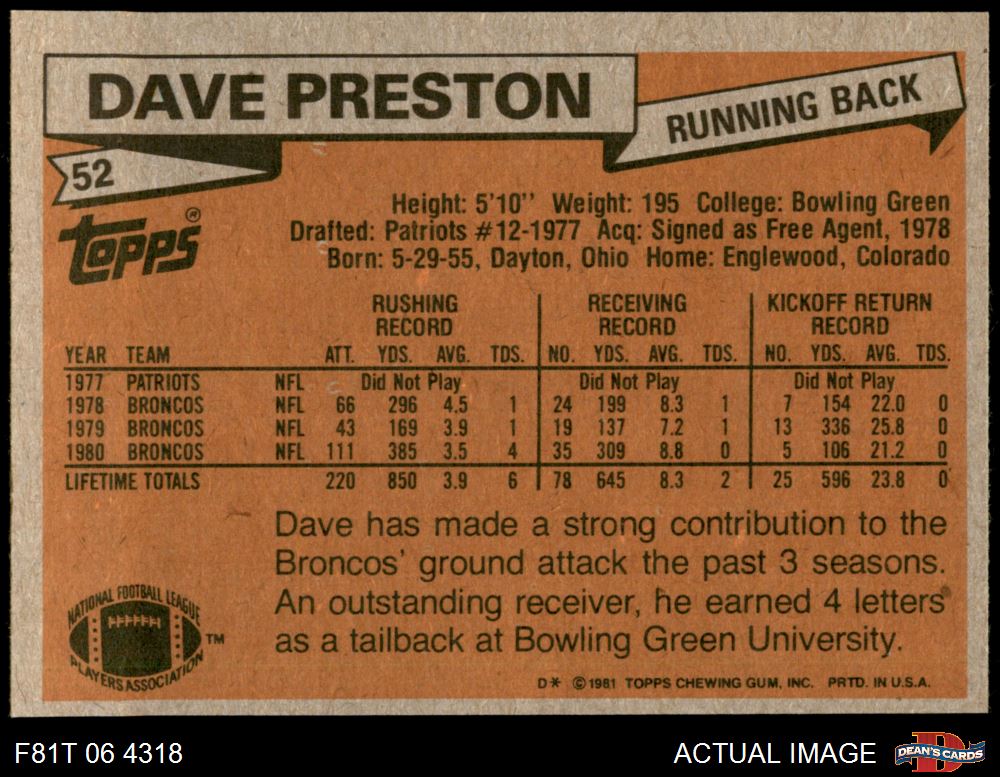 DAVE PRESTON
RUNNING BACK
52
Topps®
Height: 5'10" Weight: 195 College: Bowling Green
Drafted: Patriots #12-1977 Acq: Signed as Free Agent, 1978
Born: 5-29-55, Dayton, Ohio Home: Englewood, Colorado
RUSHING RECORD RECEIVING RECORD KICKOFF RETURN RECORD
YEAR TEAM ATT. YDS. AVG. TDS. NO. YDS. AVG. TDS. NO. YDS. AVG. TDS.
1977 PATRIOTS NFL Did Not Play Did Not Play Did Not Play
1978 BRONCOS NFL 66 296 4.5 1 24 199 8.3 1 7 154 22.0 0
1979 BRONCOS NFL 43 169 3.9 1 19 137 7.2 1 13 336 25.8 0
1980 BRONCOS NFL 111 385 3.5 4 35 309 8.8 0 5 106 21.2 0
LIFETIME TOTALS 220 850 3.9 6 78 645 8.3 2 25 596 23.8 0
Dave has made a strong contribution to the
Broncos' ground attack the past 3 seasons.
An outstanding receiver, he earned 4 letters
as a tailback at Bowling Green University.
NATIONAL FOOTBALL LEAGUE
PLAYERS ASSOCIATION
TM
D* © 1981 TOPPS CHEWING GUM, INC. PRTD. IN U.S.A.
F81T 06 4318
ACTUAL IMAGE
D
DEAN'S CARDS